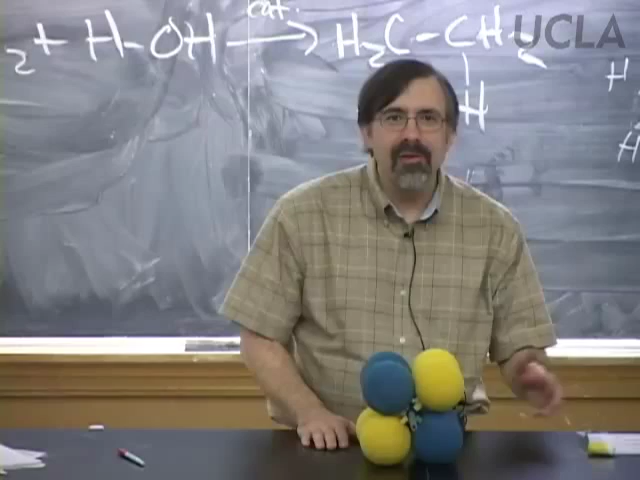 ₂+ H-OH cat. → H₂C-CH₂
H
H
H
UCLA